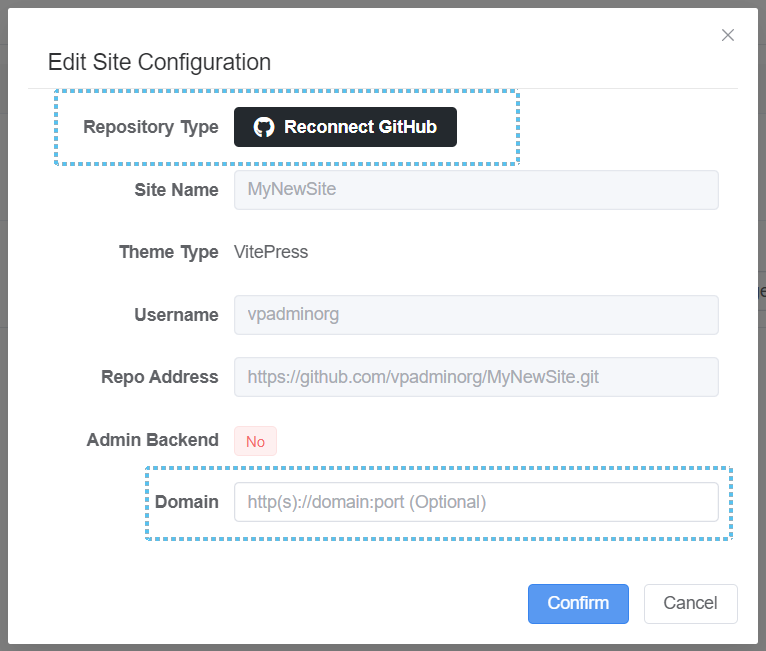 Edit Site Configuration
Repository Type Reconnect GitHub
Site Name MyNewSite
Theme Type VitePress
Username vpadminorg
Repo Address https://github.com/vpadminorg/MyNewSite.git
Admin Backend No
Domain http(s)://domain:port (Optional)
Confirm Cancel